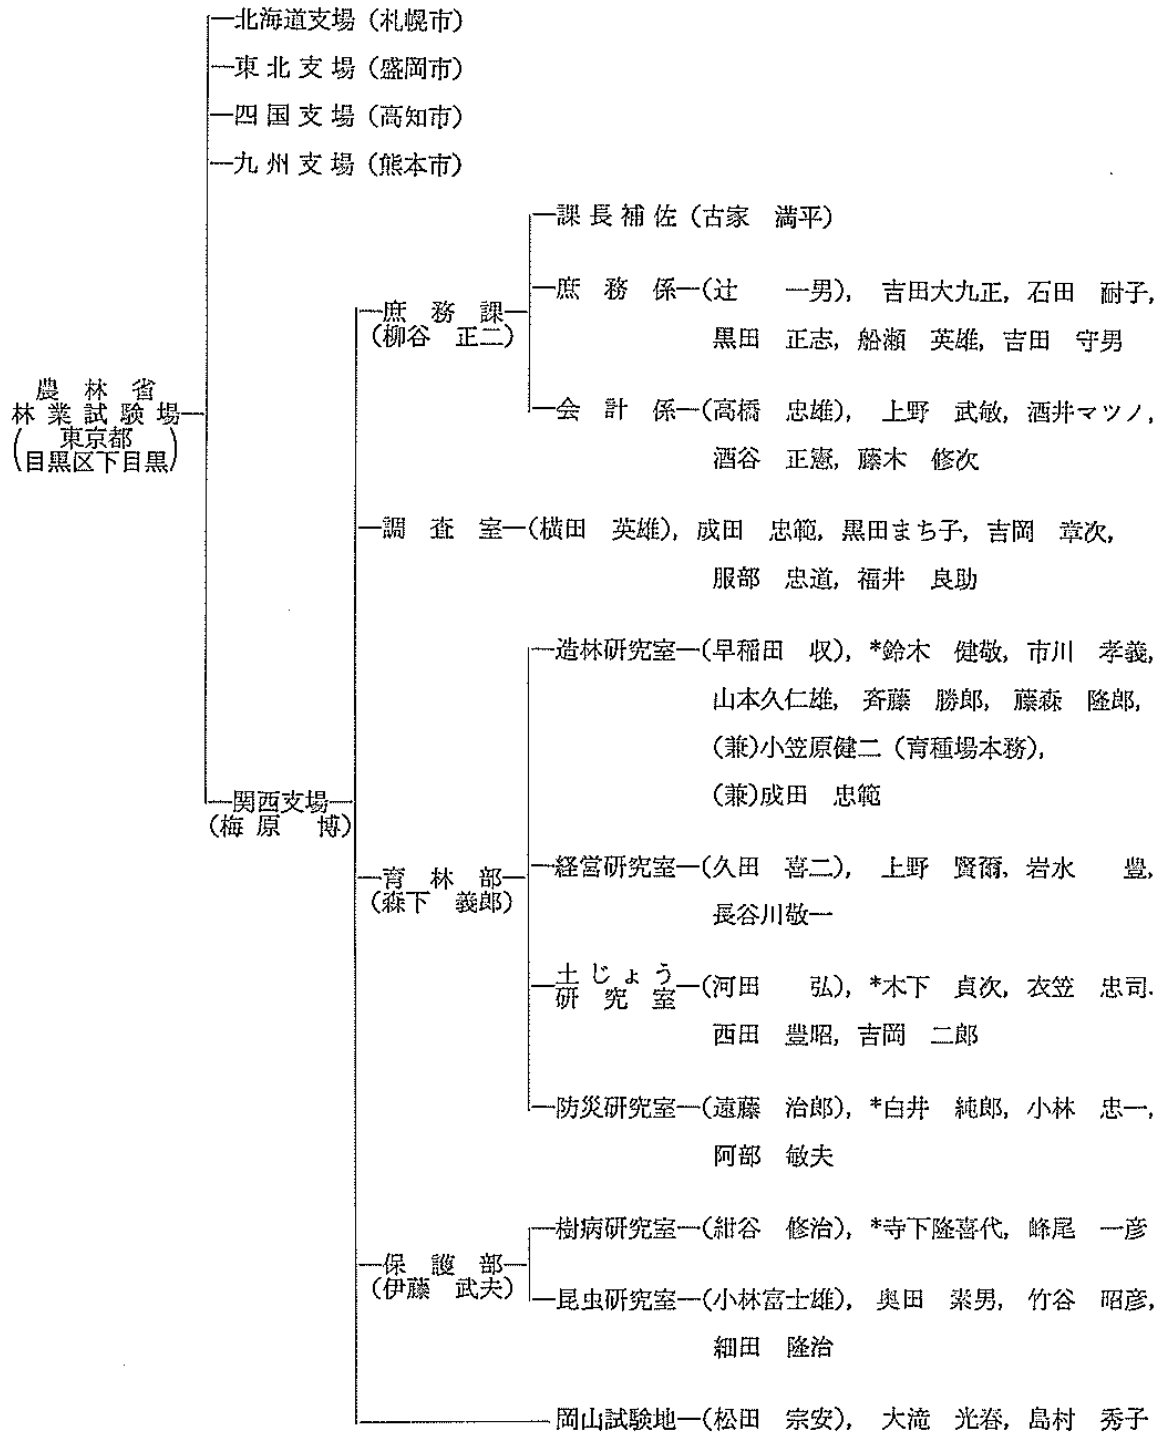 北海道支場 (札幌市)
東北支場 (盛岡市)
四国支場 (高知市)
九州支場 (熊本市)
課長補佐 (古家 満平)
庶務係 (辻 一男), 吉田大九正, 石田 耐子,
庶務課
(柳谷 正二)
黒田 正志, 船瀬 英雄, 吉田 守男
農林省
林業試験場
(東京都
目黒区下目黒)
会計係 (高橋 忠雄), 上野 武敏, 酒井マツノ,
酒谷 正憲, 藤木 修次
調査室 (横田 英雄), 成田 忠範, 黒田まち子, 吉岡 章次,
服部 忠道, 福井 良助
造林研究室 (早稲田 収), *鈴木 健敬, 市川 孝義,
山本久仁雄, 斉藤 勝郎, 藤森 隆郎,
(兼)小笠原健二 (育種場本務),
(兼)成田 忠範
関西支場
(梅原 博)
経営研究室 (久田 喜二), 上野 賢爾, 岩水 豊,
育林部
(森下 義郎)
長谷川敬一
土じょう
研究室 (河田 弘), *木下 貞次, 衣笠 忠司.
西田 豊昭, 吉岡 二郎
防災研究室 (遠藤 治郎), *白井 純郎, 小林 忠一,
阿部 敏夫
樹病研究室 (紺谷 修治), *寺下隆喜代, 峰尾 一彦
保護部
(伊藤 武夫)
昆虫研究室 (小林富士雄), 奥田 素男, 竹谷 昭彦,
細田 隆治
岡山試験地 (松田 宗安), 大滝 光春, 島村 秀子